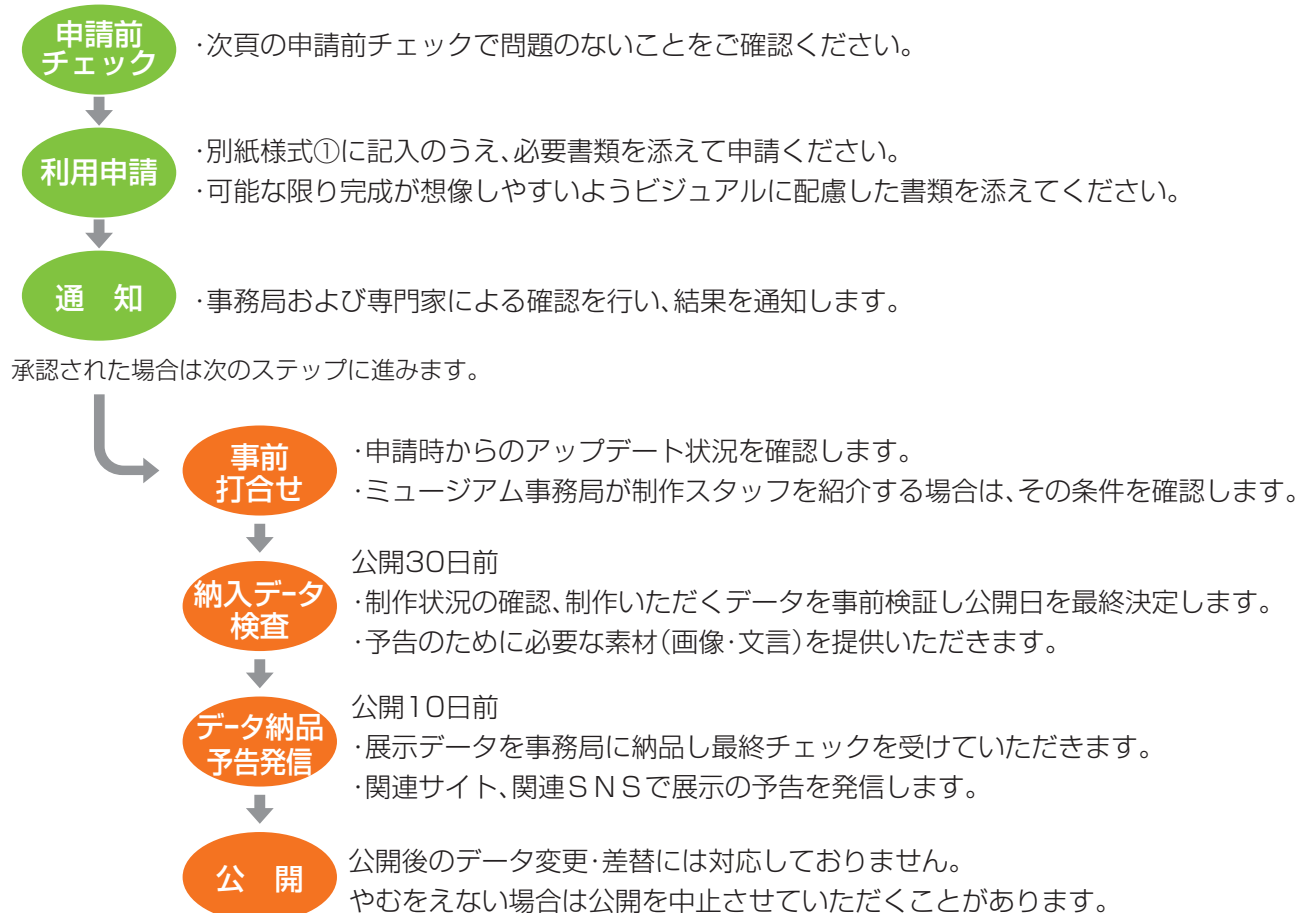 申請前
チェック
・次頁の申請前チェックで問題のないことをご確認ください。
利用申請
・別紙様式①に記入のうえ、必要書類を添えて申請ください。
・可能な限り完成が想像しやすいようビジュアルに配慮した書類を添えてください。
通　知
・事務局および専門家による確認を行い、結果を通知します。
承認された場合は次のステップに進みます。
事前
打合せ
・申請時からのアップデート状況を確認します。
・ミュージアム事務局が制作スタッフを紹介する場合は、その条件を確認します。
納入データ
検査
公開30日前
・制作状況の確認、制作いただくデータを事前検証し公開日を最終決定します。
・予告のために必要な素材（画像・文言）を提供いただきます。
データ納品
予告発信
公開10日前
・展示データを事務局に納品し最終チェックを受けていただきます。
・関連サイト、関連ＳＮＳで展示の予告を発信します。
公　開
公開後のデータ変更・差替には対応しておりません。
やむをえない場合は公開を中止させていただくことがあります。